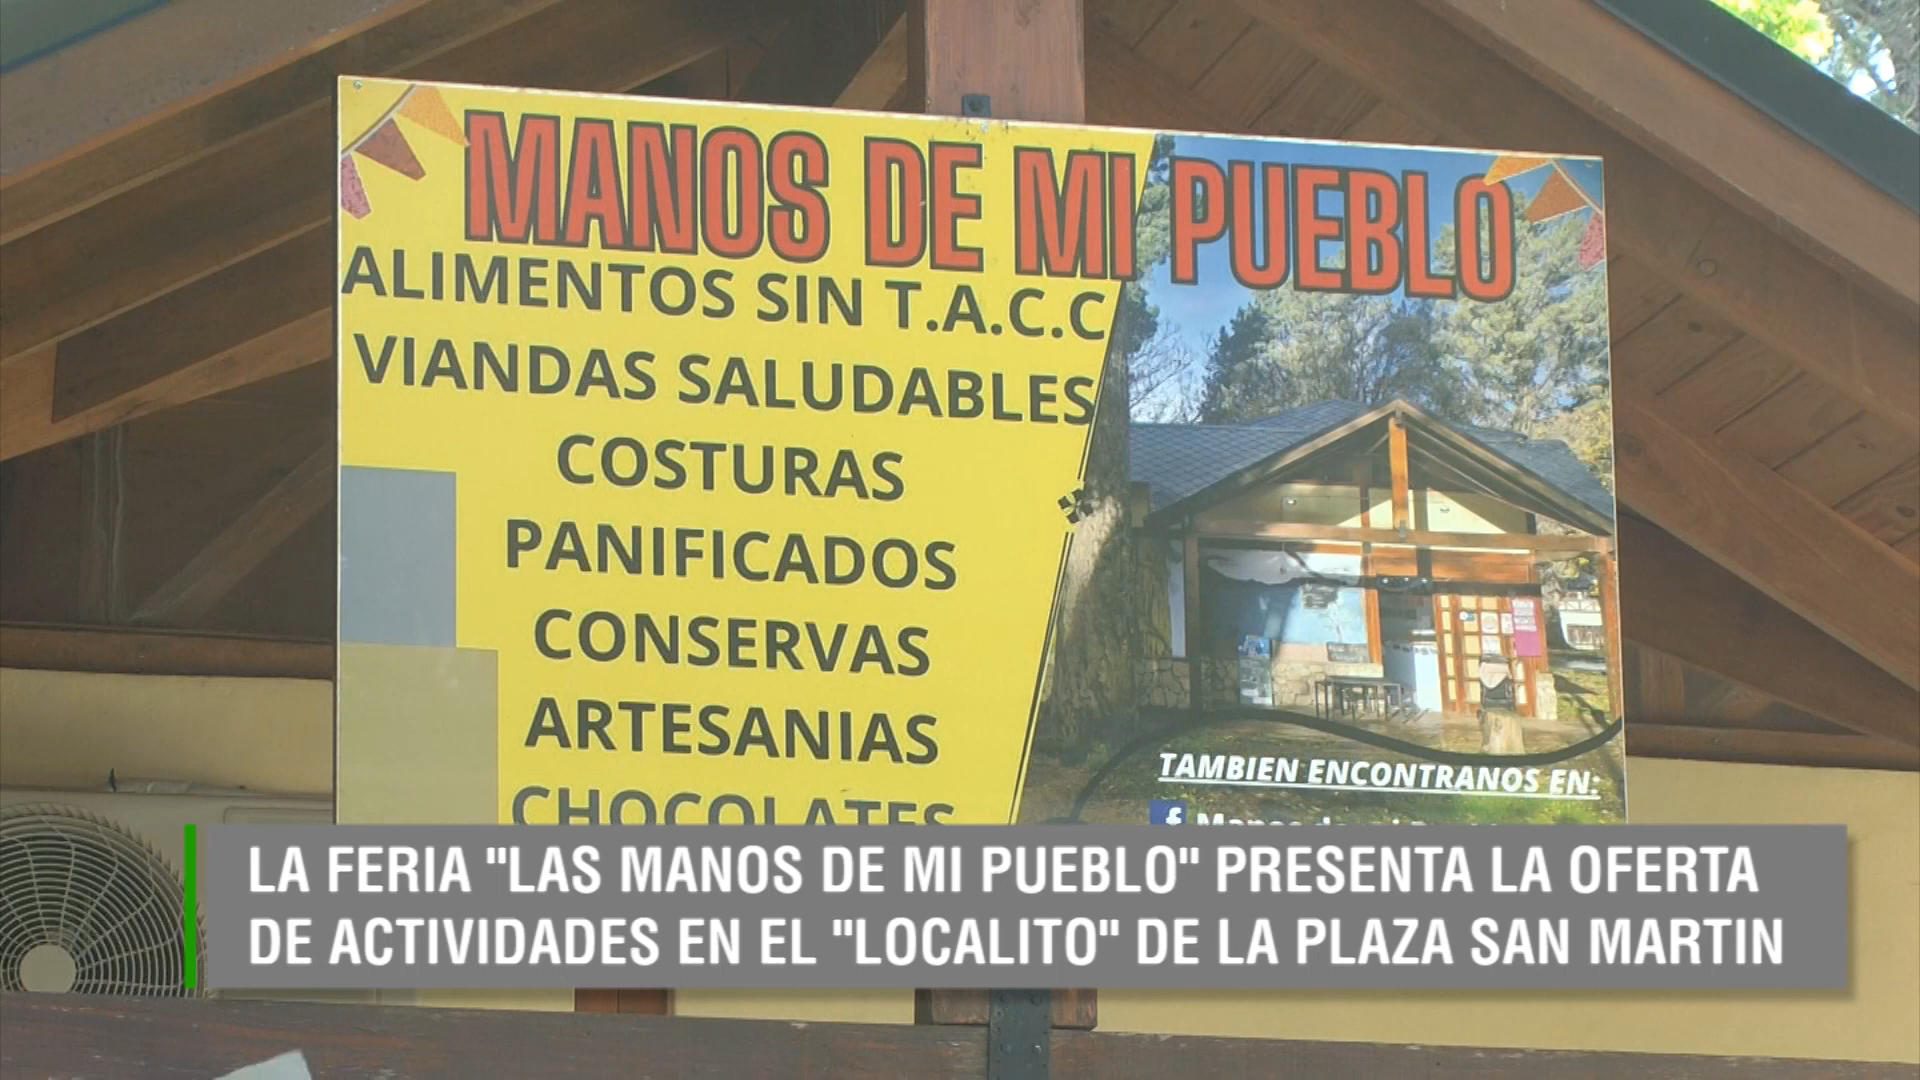 MANOS DE MI PUEBLO
ALIMENTOS SIN T.A.C.C
VIANDAS SALUDABLES
COSTURAS
PANIFICADOS
CONSERVAS
ARTESANIAS
CHOCOLATES
TAMBIEN ENCONTRANOS EN:
LA FERIA "LAS MANOS DE MI PUEBLO" PRESENTA LA OFERTA
DE ACTIVIDADES EN EL "LOCALITO" DE LA PLAZA SAN MARTIN